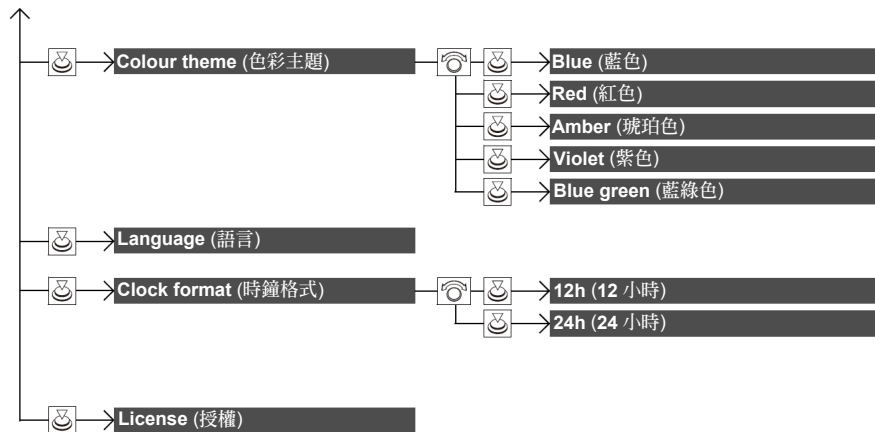 Colour theme (色彩主題)
Blue (藍色)
Red (紅色)
Amber (琥珀色)
Violet (紫色)
Blue green (藍綠色)
Language (語言)
Clock format (時鐘格式)
12h (12 小時)
24h (24 小時)
License (授權)